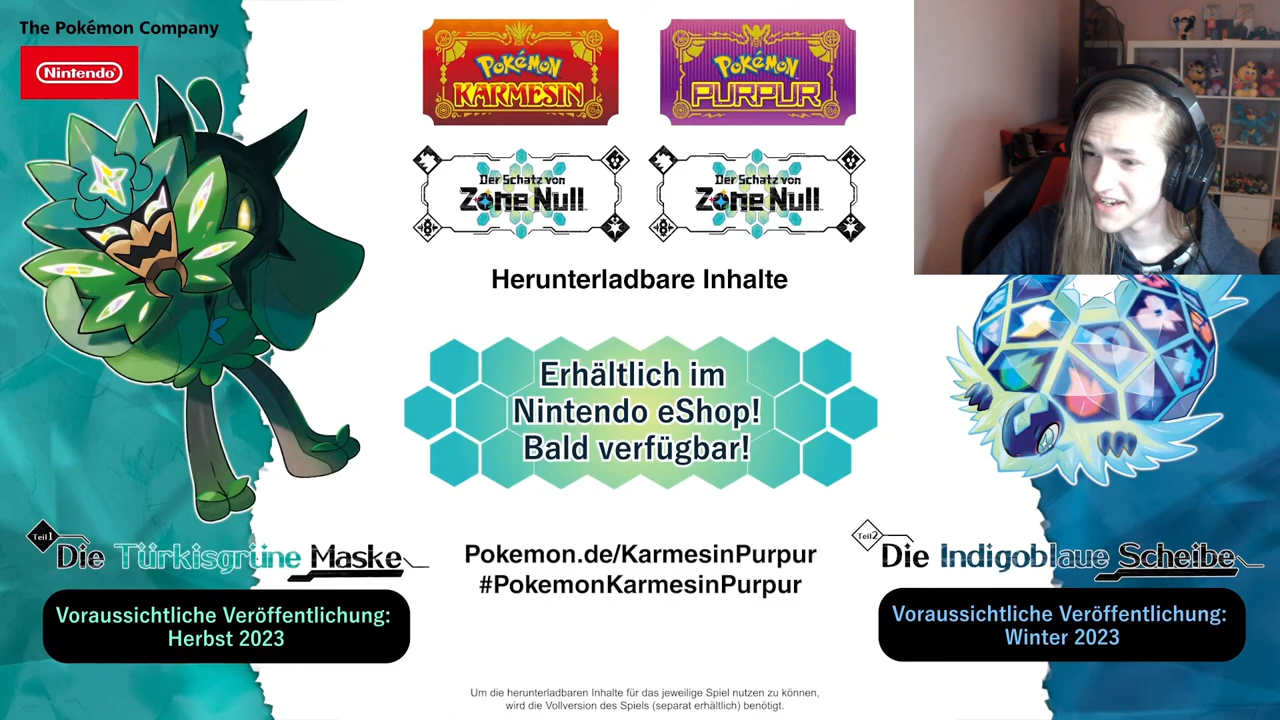 The Pokémon Company
Nintendo
POKÉMON
KARMESIN
POKÉMON
PURPUR
Der Schatz von
Zone Null
Der Schatz von
Zone Null
Herunterladbare Inhalte
Erhältlich im
Nintendo eShop!
Bald verfügbar!
Teil 1
Die Türkisgrüne Maske
Voraussichtliche Veröffentlichung:
Herbst 2023
Pokemon.de/KarmesinPurpur
#PokemonKarmesinPurpur
Teil 2
Die Indigoblaue Scheibe
Voraussichtliche Veröffentlichung:
Winter 2023
Um die herunterladbaren Inhalte für das jeweilige Spiel nutzen zu können,
wird die Vollversion des Spiels (separat erhältlich) benötigt.